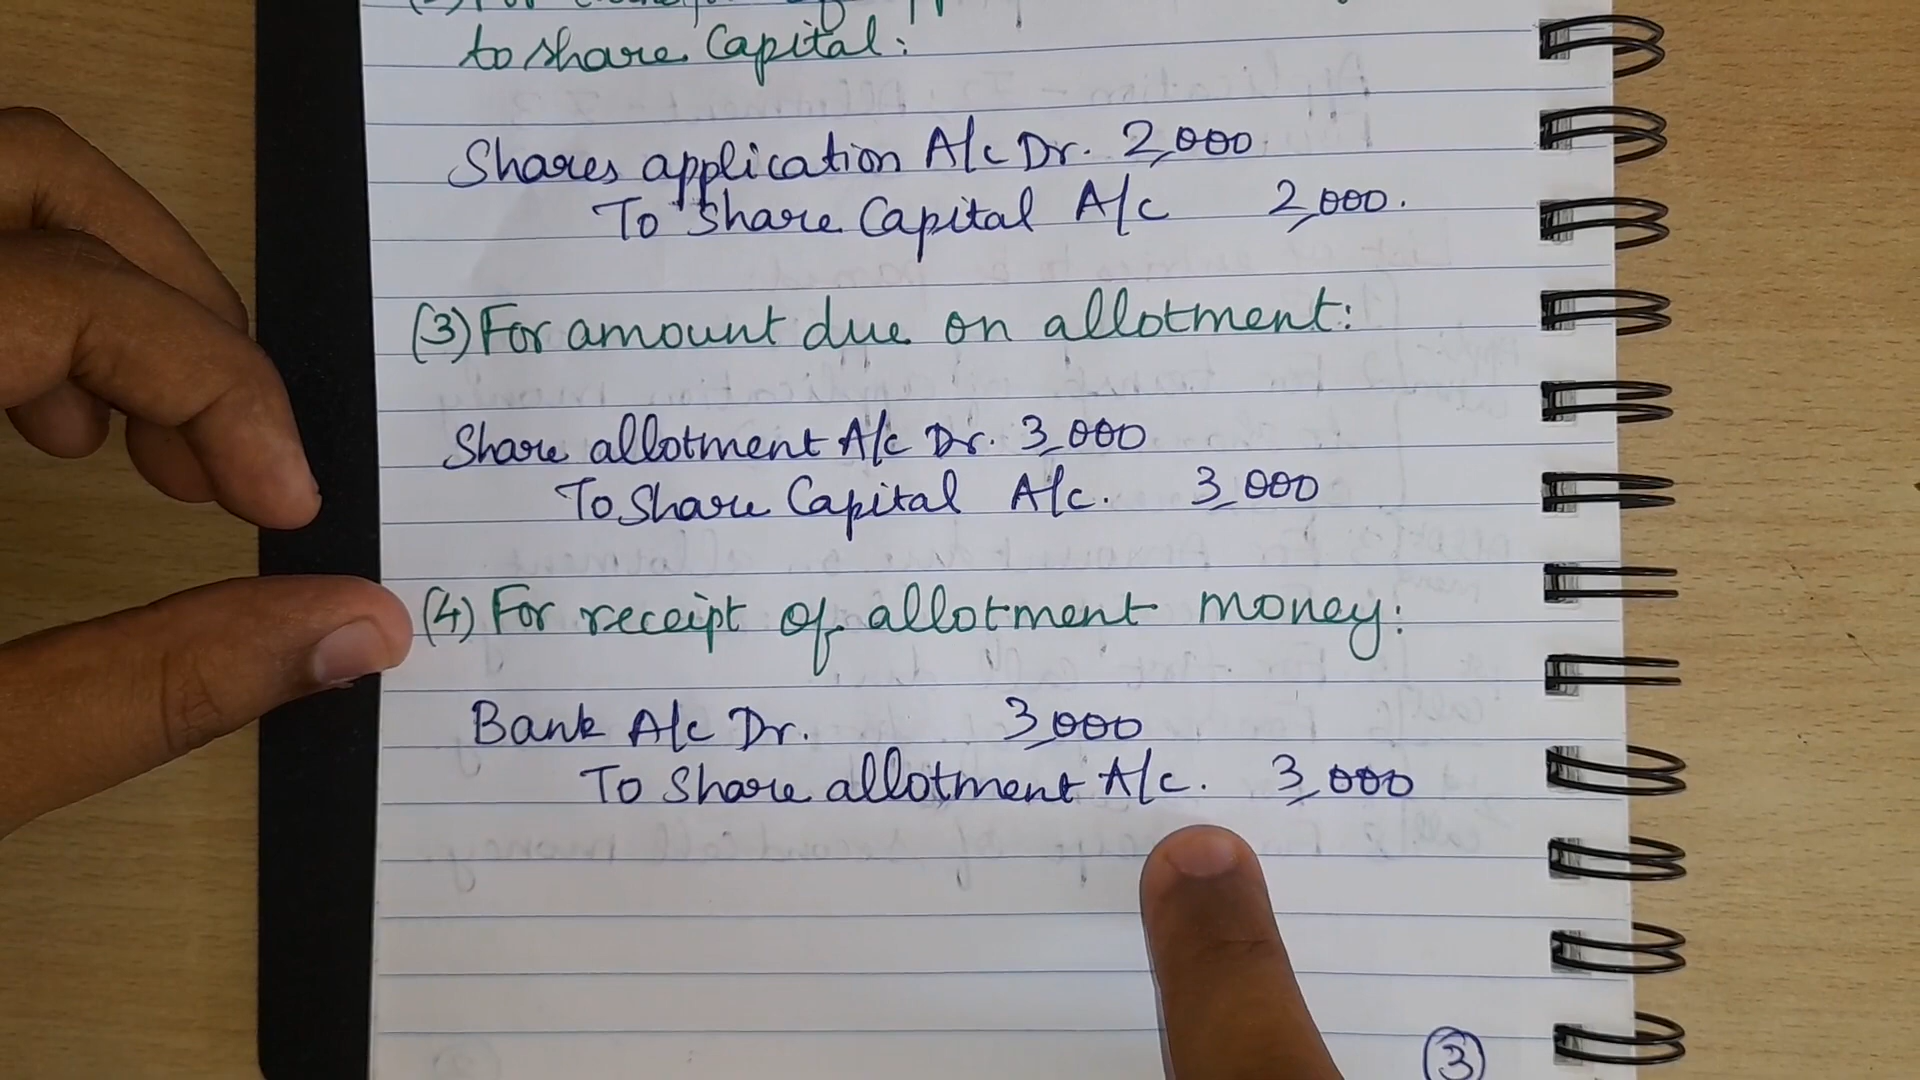 to share Capital:
Shares application A/c Dr. 2,000
To share Capital A/c 2,000.
(3) For amount due on allotment:
Share allotment A/c Dr. 3,000
To Share Capital A/c. 3,000
(4) For receipt of allotment money:
Bank A/c Dr. 3,000
To Share allotment A/c. 3,000
3